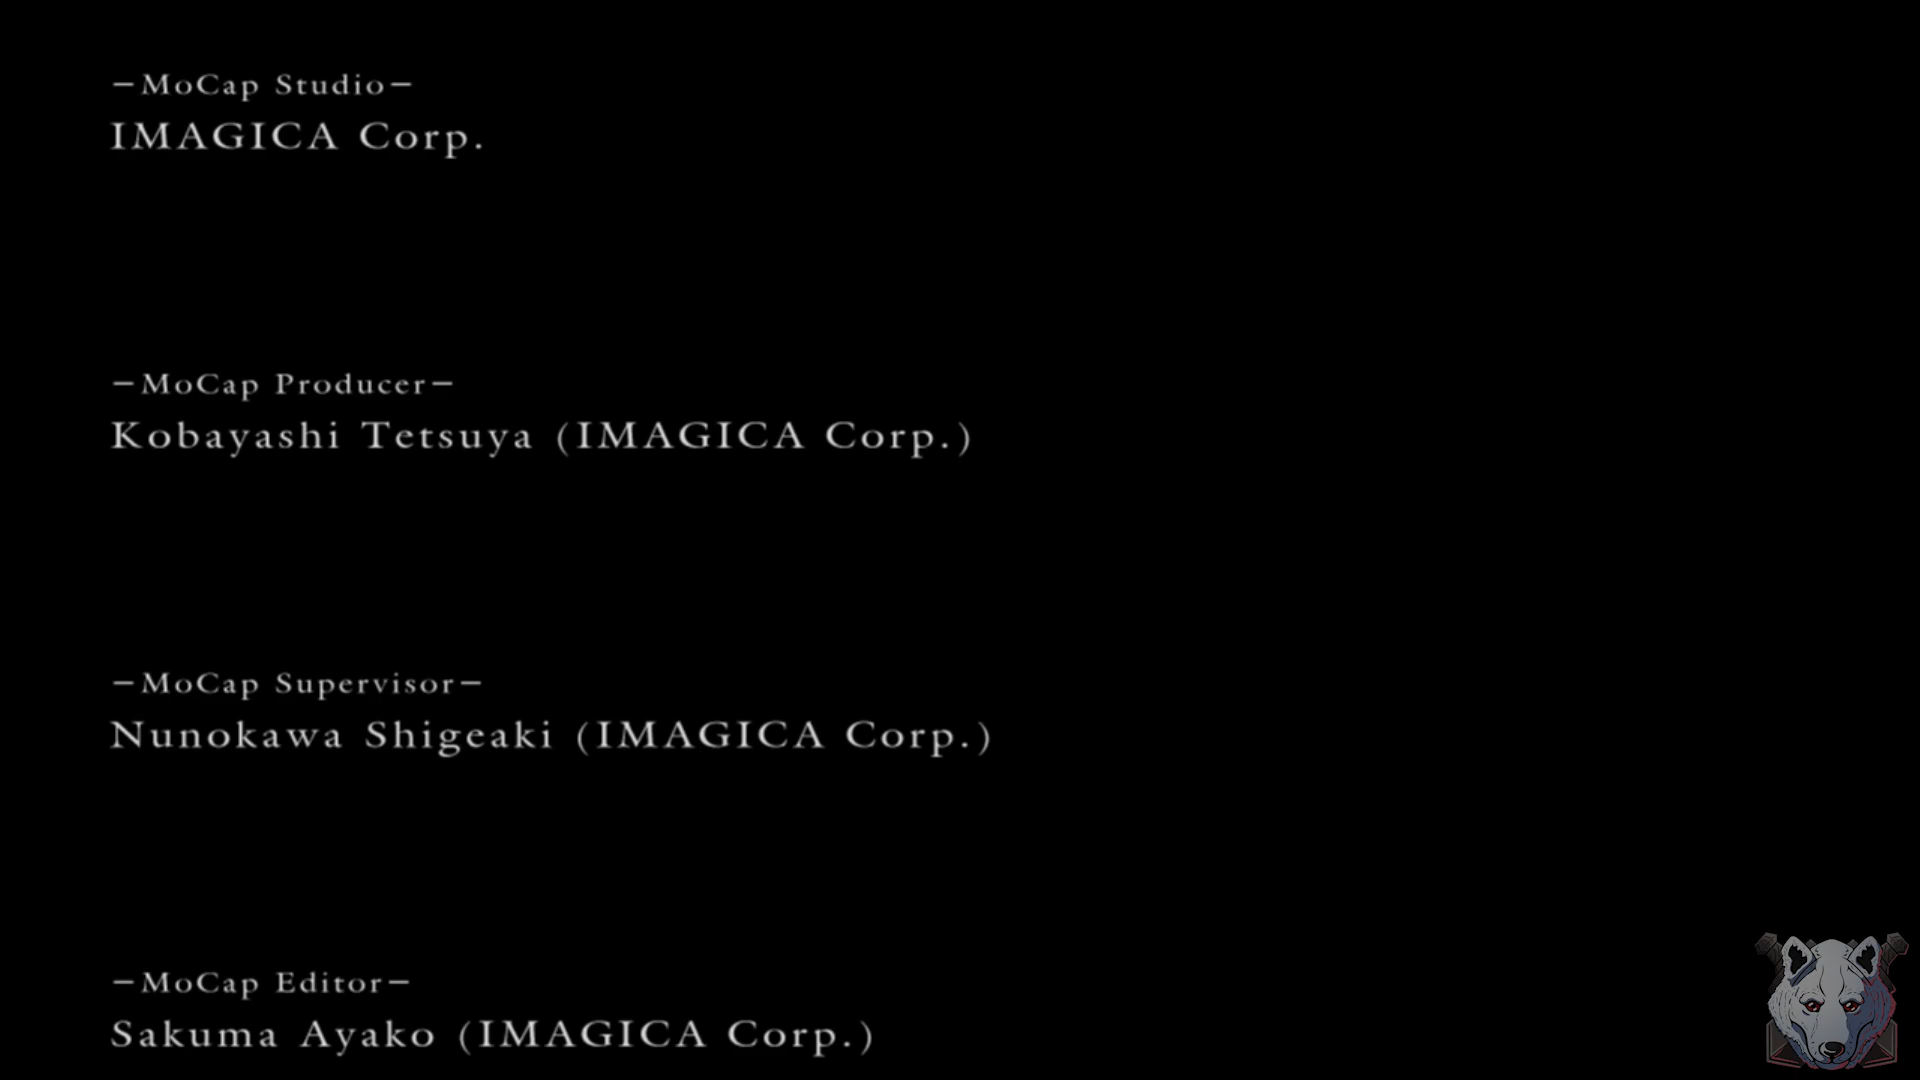 —MoCap Studio—
IMAGICA Corp.
—MoCap Producer—
Kobayashi Tetsuya (IMAGICA Corp.)
—MoCap Supervisor—
Nunokawa Shigeaki (IMAGICA Corp.)
—MoCap Editor—
Sakuma Ayako (IMAGICA Corp.)